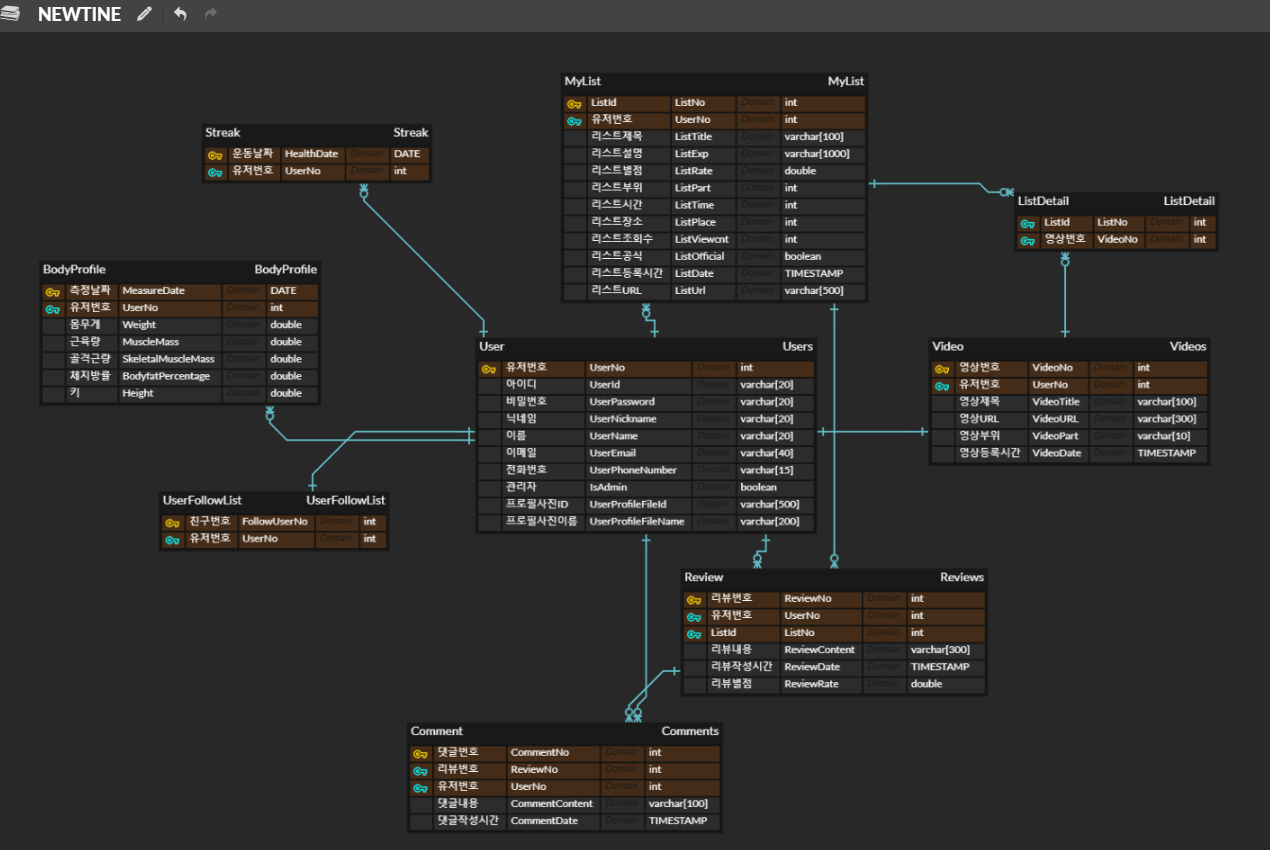 NEWTINE
MyList MyList
ListId ListNo Domain int
유저번호 UserNo Domain int
리스트제목 ListTitle Domain varchar[100]
리스트설명 ListExp Domain varchar[1000]
리스트별점 ListRate Domain double
리스트부위 ListPart Domain int
리스트시간 ListTime Domain int
리스트장소 ListPlace Domain int
리스트조회수 ListViewcnt Domain int
리스트공식 ListOfficial Domain boolean
리스트등록시간 ListDate Domain TIMESTAMP
리스트URL ListUrl Domain varchar[500]
Streak Streak
운동날짜 HealthDate Domain DATE
유저번호 UserNo Domain int
ListDetail ListDetail
ListId ListNo Domain int
영상번호 VideoNo Domain int
BodyProfile BodyProfile
측정날짜 MeasureDate Domain DATE
유저번호 UserNo Domain int
몸무게 Weight Domain double
근육량 MuscleMass Domain double
골격근량 SkeletalMuscleMass Domain double
체지방률 BodyfatPercentage Domain double
키 Height Domain double
User Users
유저번호 UserNo Domain int
아이디 UserId Domain varchar[20]
비밀번호 UserPassword Domain varchar[20]
닉네임 UserNickname Domain varchar[20]
이름 UserName Domain varchar[20]
이메일 UserEmail Domain varchar[40]
전화번호 UserPhoneNumber Domain varchar[15]
관리자 IsAdmin Domain boolean
프로필사진ID UserProfileFileId Domain varchar[500]
프로필사진이름 UserProfileFileName Domain varchar[200]
Video Videos
영상번호 VideoNo Domain int
유저번호 UserNo Domain int
영상제목 VideoTitle Domain varchar[100]
영상URL VideoURL Domain varchar[300]
영상부위 VideoPart Domain varchar[10]
영상등록시간 VideoDate Domain TIMESTAMP
UserFollowList UserFollowList
친구번호 FollowUserNo Domain int
유저번호 UserNo Domain int
Review Reviews
리뷰번호 ReviewNo Domain int
유저번호 UserNo Domain int
ListId ListNo Domain int
리뷰내용 ReviewContent Domain varchar[300]
리뷰작성시간 ReviewDate Domain TIMESTAMP
리뷰별점 ReviewRate Domain double
Comment Comments
댓글번호 CommentNo Domain int
리뷰번호 ReviewNo Domain int
유저번호 UserNo Domain int
댓글내용 CommentContent Domain varchar[100]
댓글작성시간 CommentDate Domain TIMESTAMP